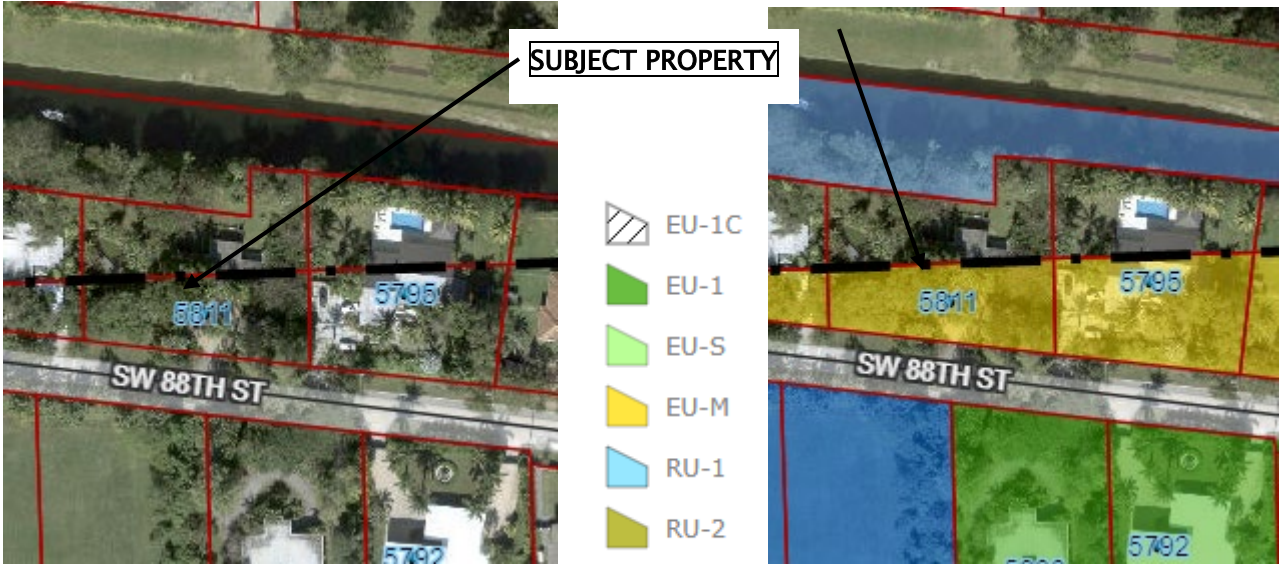 SUBJECT PROPERTY
5811
5795
SW 88TH ST
5792
EU-1C
EU-1
EU-S
EU-M
RU-1
RU-2
5811
5795
SW 88TH ST
5792